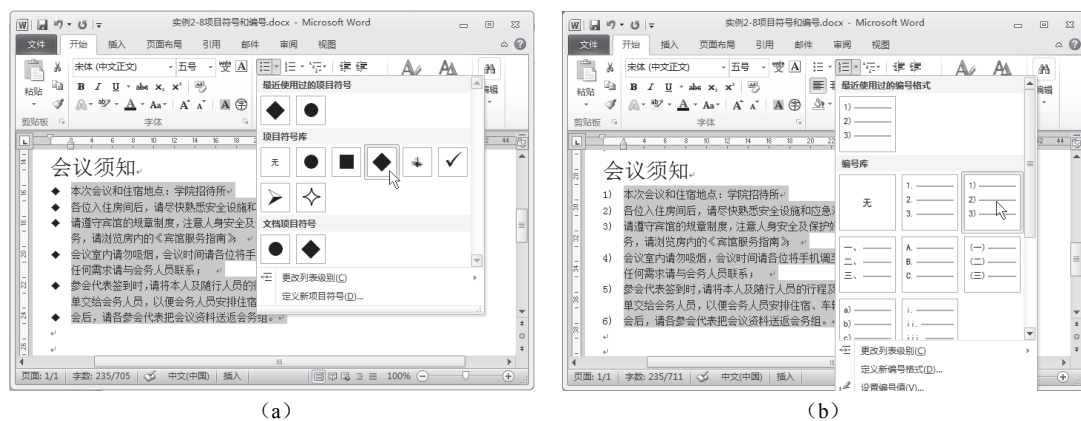 实例2-8项目符号和编号.docx - Microsoft Word
文件 开始 插入 页面布局 引用 邮件 审阅 视图
宋体 (中文正文) 五号
粘贴
剪贴板 字体
最近使用过的项目符号
项目符号库
无
文档项目符号
更改列表级别(C)
定义新项目符号(D)...
会议须知
◆ 本次会议和住宿地点：学院招待所
◆ 各位入住房间后，请尽快熟悉安全设施和
◆ 请遵守宾馆的规章制度，注意人身安全及
务，请浏览房内的《宾馆服务指南》
◆ 会议室内请勿吸烟，会议时间请各位将手
任何需求请与会务人员联系；
◆ 参会代表签到时，请将本人及随行人员的
单交给会务人员，以便会务人员安排住宿
◆ 会后，请各参会代表把会议资料送返会务组。
页面: 1/1 字数: 235/705 中文(中国) 插入 100%
(a)
实例2-8项目符号和编号.docx - Microsoft Word
文件 开始 插入 页面布局 引用 邮件 审阅 视图
宋体 (中文正文) 五号
粘贴 编辑
剪贴板 字体
最近使用过的编号格式
1)
2)
3)
编号库
无
1.
2.
3.
1)
2)
3)
一、
二、
三、
A.
B.
C.
(一)
(二)
(三)
a)
b)
c)
i.
ii.
iii.
更改列表级别(C)
定义新编号格式(D)...
设置编号值(V)...
会议须知
1) 本次会议和住宿地点：学院招待所
2) 各位入住房间后，请尽快熟悉安全设施和应急
3) 请遵守宾馆的规章制度，注意人身安全及保护
务，请浏览房内的《宾馆服务指南》
4) 会议室内请勿吸烟，会议时间请各位将手机调
任何需求请与会务人员联系；
5) 参会代表签到时，请将本人及随行人员的行程及
单交给会务人员，以便会务人员安排住宿、车
6) 会后，请各参会代表把会议资料送返会务组。
页面: 1/1 字数: 235/711 中文(中国) 插入
(b)